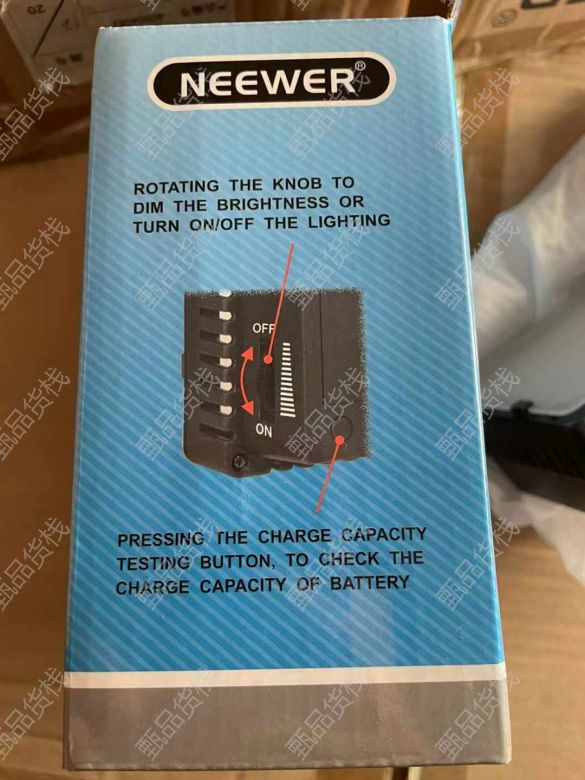 NEEWER®
ROTATING THE KNOB TO
DIM THE BRIGHTNESS OR
TURN ON/OFF THE LIGHTING
OFF
ON
PRESSING THE CHARGE CAPACITY
TESTING BUTTON, TO CHECK THE
CHARGE CAPACITY OF BATTERY
甄品货栈